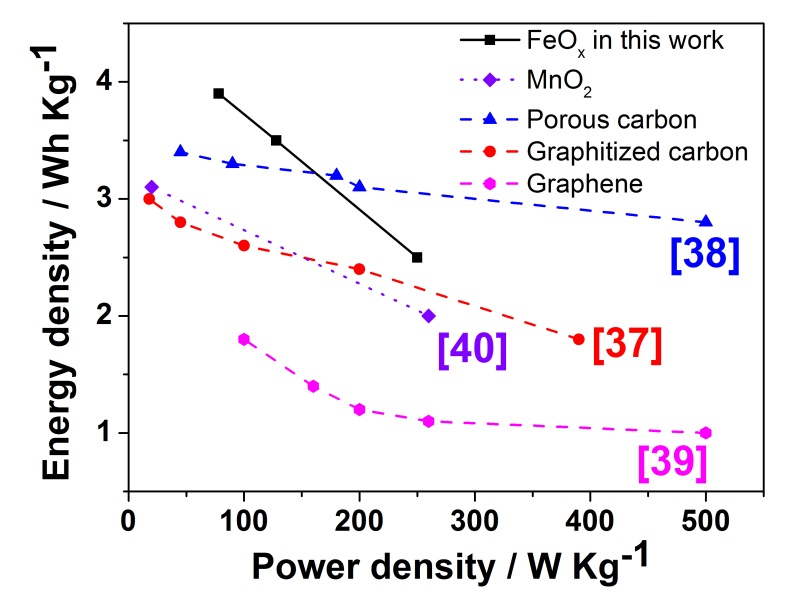 FeOₓ in this work
MnO₂
Porous carbon
Graphitized carbon
Graphene
4
3
2
1
Energy density / Wh Kg⁻¹
[38]
[37]
[40]
[39]
0 100 200 300 400 500
Power density / W Kg⁻¹